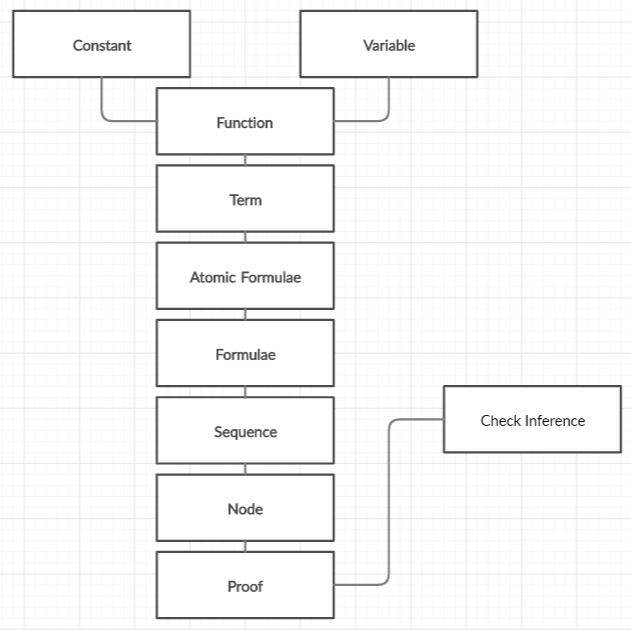 Constant
Variable
Function
Term
Atomic Formulae
Formulae
Sequence
Check Inference
Node
Proof